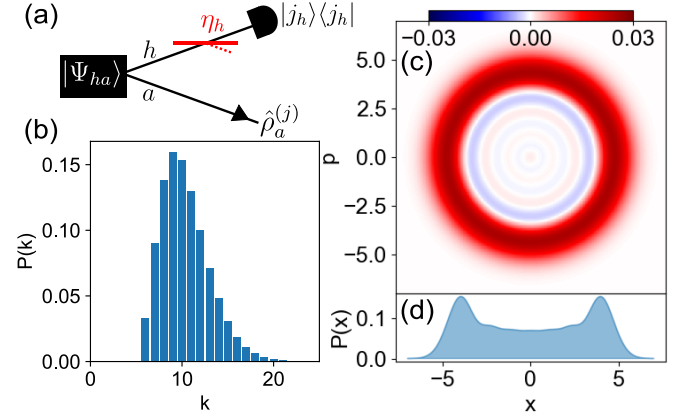 (a)
η_h
|j_h⟩⟨j_h|
|Ψ_{ha}⟩
h
a
ρ̂_a^{(j)}
(b)
0.15
0.10
0.05
0.00
P(k)
0
10
20
k
−0.03
0.00
0.03
(c)
5.0
2.5
0.0
−2.5
−5.0
p
(d)
0.1
0.0
P(x)
−5
0
5
x